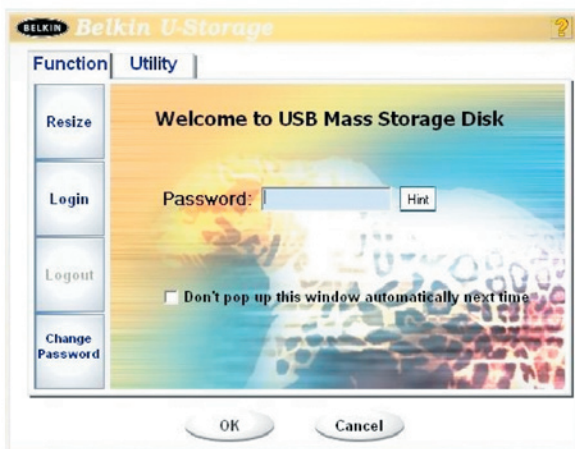 BELKIN Belkin U-Storage ?
Function Utility
Resize
Welcome to USB Mass Storage Disk
Login
Password: Hint
Logout
Don't pop up this window automatically next time
Change
Password
OK Cancel